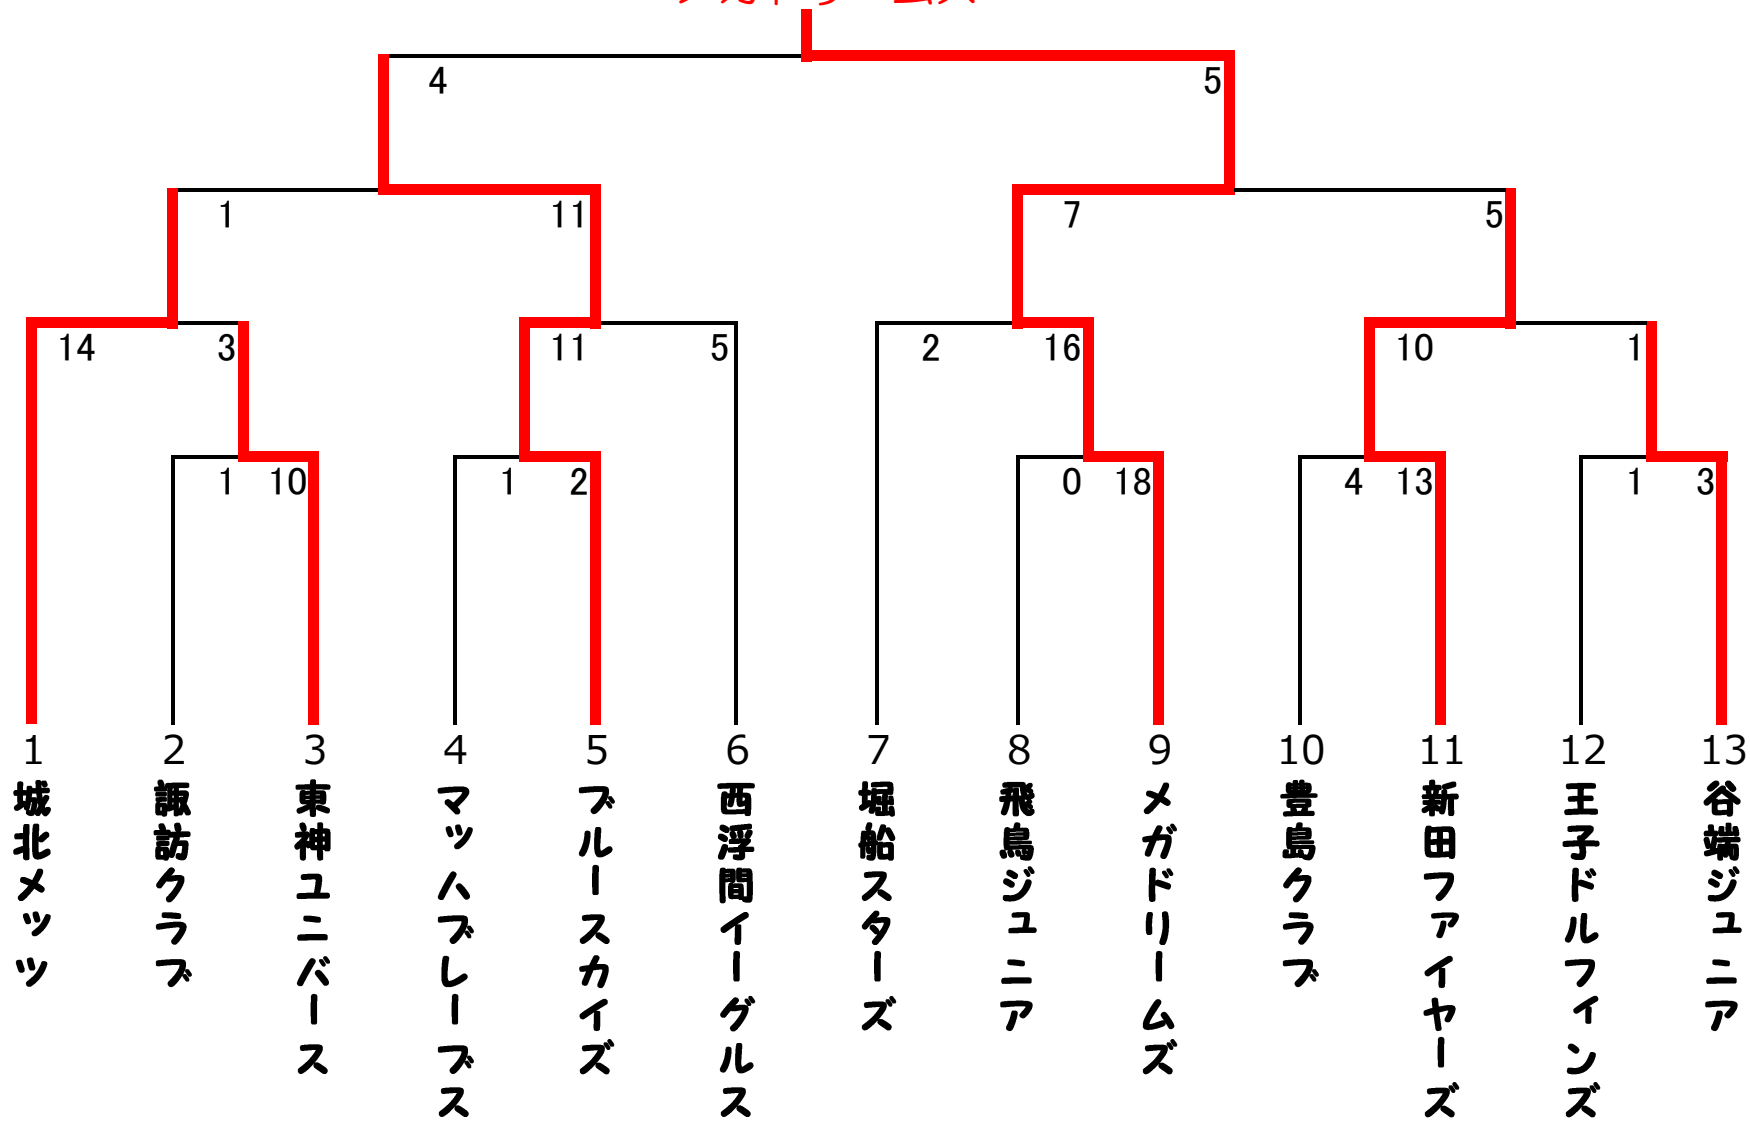 4 5
1 11 7 5
14 3 11 5 2 16 10 1
1 10 1 2 0 18 4 13 1 3
1 2 3 4 5 6 7 8 9 10 11 12 13
城北メッツ
諏訪クラブ
東神ユニバース
マッハブレーブス
ブルースカイズ
西浮間イーグルス
堀船スターズ
飛鳥ジュニア
メガドリームズ
豊島クラブ
新田ファイヤーズ
王子ドルフィンズ
谷端ジュニア